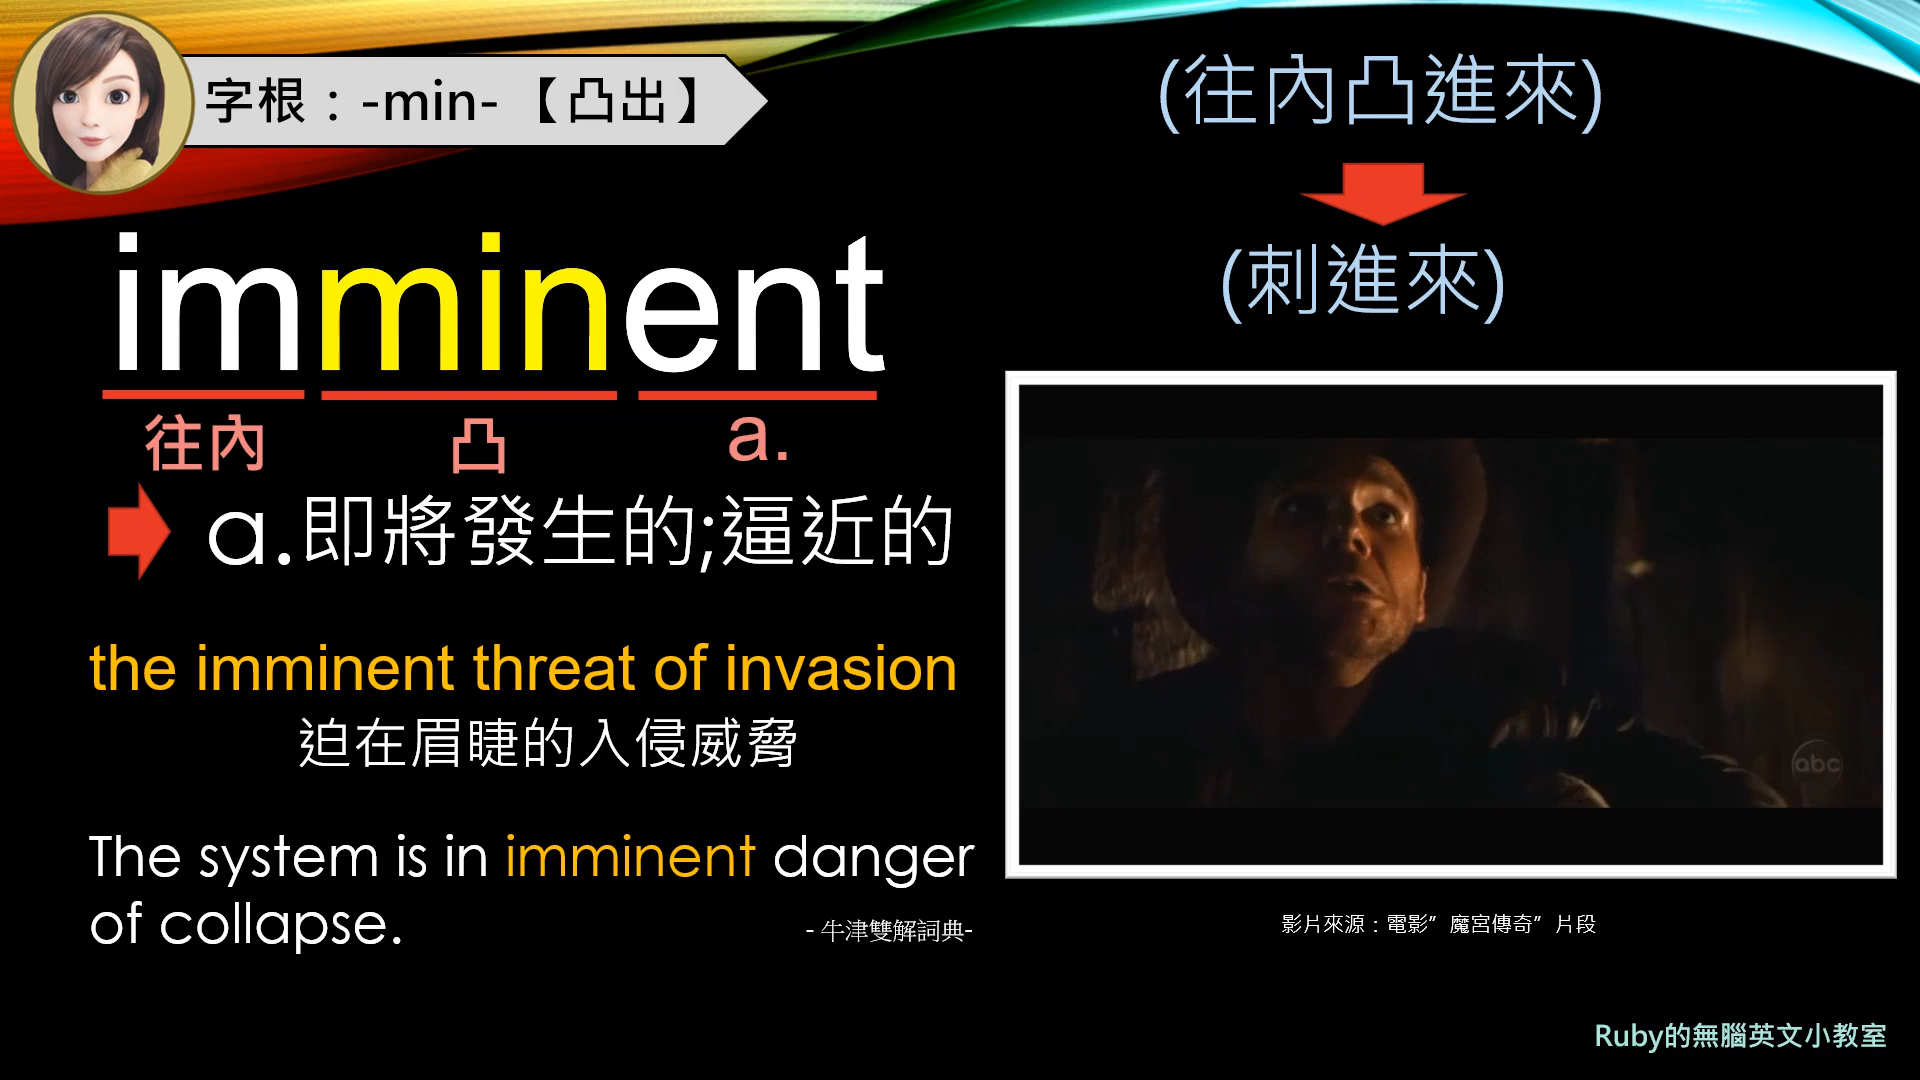 字根：-min-【凸出】
(往內凸進來)
(刺進來)
imminent
往內 凸 a.
a.即將發生的;逼近的
the imminent threat of invasion
迫在眉睫的入侵威脅
The system is in imminent danger
of collapse.
- 牛津雙解詞典-
abc
影片來源：電影”魔宮傳奇”片段
Ruby的無腦英文小教室